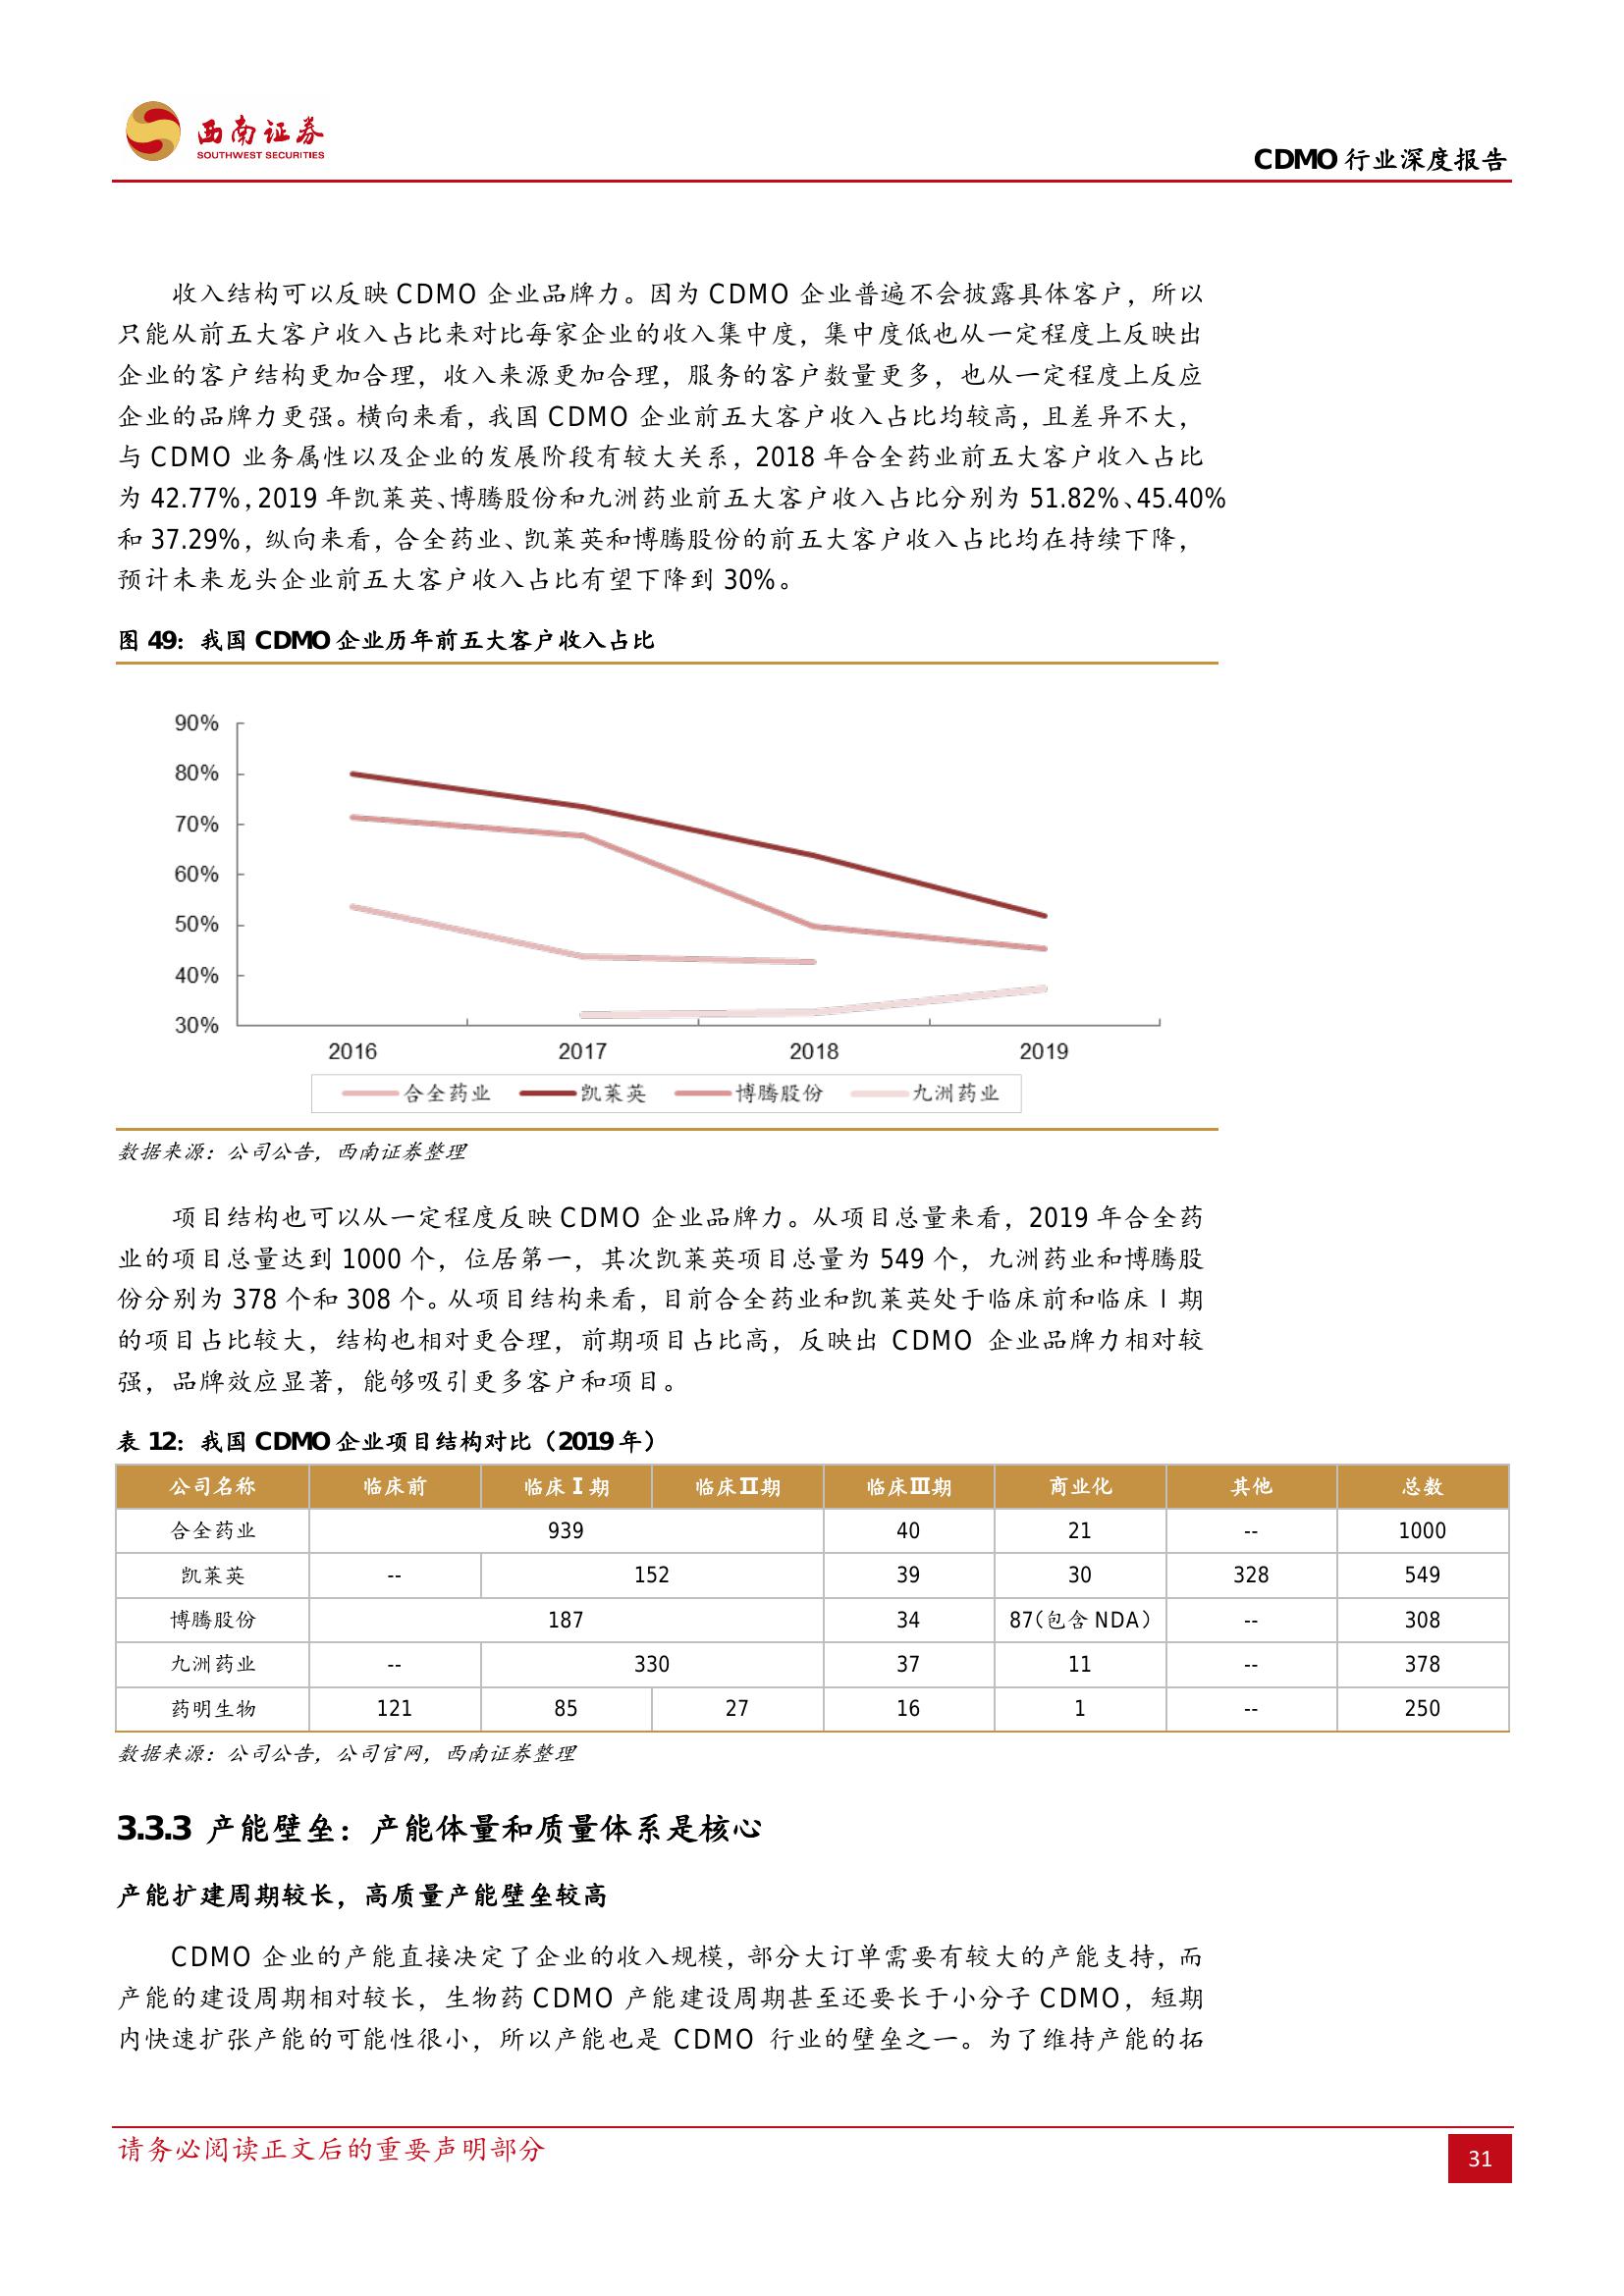 西南证券
SOUTHWEST SECURITIES
CDMO 行业深度报告
收入结构可以反映 CDMO 企业品牌力。因为 CDMO 企业普遍不会披露具体客户，所以
只能从前五大客户收入占比来对比每家企业的收入集中度，集中度低也从一定程度上反映出
企业的客户结构更加合理，收入来源更加合理，服务的客户数量更多，也从一定程度上反应
企业的品牌力更强。横向来看，我国 CDMO 企业前五大客户收入占比均较高，且差异不大，
与 CDMO 业务属性以及企业的发展阶段有较大关系，2018 年合全药业前五大客户收入占比
为 42.77%，2019 年凯莱英、博腾股份和九洲药业前五大客户收入占比分别为 51.82%、45.40%
和 37.29%，纵向来看，合全药业、凯莱英和博腾股份的前五大客户收入占比均在持续下降，
预计未来龙头企业前五大客户收入占比有望下降到 30%。
图 49：我国 CDMO 企业历年前五大客户收入占比
90%
80%
70%
60%
50%
40%
30%
2016 2017 2018 2019
合全药业 凯莱英 博腾股份 九洲药业
数据来源：公司公告，西南证券整理
项目结构也可以从一定程度反映 CDMO 企业品牌力。从项目总量来看，2019 年合全药
业的项目总量达到 1000 个，位居第一，其次凯莱英项目总量为 549 个，九洲药业和博腾股
份分别为 378 个和 308 个。从项目结构来看，目前合全药业和凯莱英处于临床前和临床Ⅰ期
的项目占比较大，结构也相对更合理，前期项目占比高，反映出 CDMO 企业品牌力相对较
强，品牌效应显著，能够吸引更多客户和项目。
表 12：我国 CDMO 企业项目结构对比（2019 年）
公司名称 临床前 临床Ⅰ期 临床Ⅱ期 临床Ⅲ期 商业化 其他 总数
合全药业 939 40 21 -- 1000
凯莱英 -- 152 39 30 328 549
博腾股份 187 34 87（包含 NDA） -- 308
九洲药业 -- 330 37 11 -- 378
药明生物 121 85 27 16 1 -- 250
数据来源：公司公告，公司官网，西南证券整理
3.3.3 产能壁垒：产能体量和质量体系是核心
产能扩建周期较长，高质量产能壁垒较高
CDMO 企业的产能直接决定了企业的收入规模，部分大订单需要有较大的产能支持，而
产能的建设周期相对较长，生物药 CDMO 产能建设周期甚至还要长于小分子 CDMO，短期
内快速扩张产能的可能性很小，所以产能也是 CDMO 行业的壁垒之一。为了维持产能的拓
请务必阅读正文后的重要声明部分
31